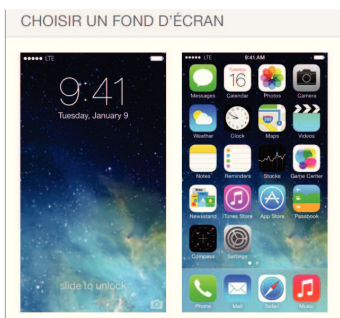 CHOISIR UN FOND D'ÉCRAN
LTE
9:41
Tuesday, January 9
slide to unlock
LTE 9:41 AM
Tuesday
16
Messages Calendar Photos Camera
Weather Clock Maps Videos
Notes Reminders Stocks Game Center
Newsstand iTunes Store App Store Passbook
Compass Settings
Phone Mail Safari Music